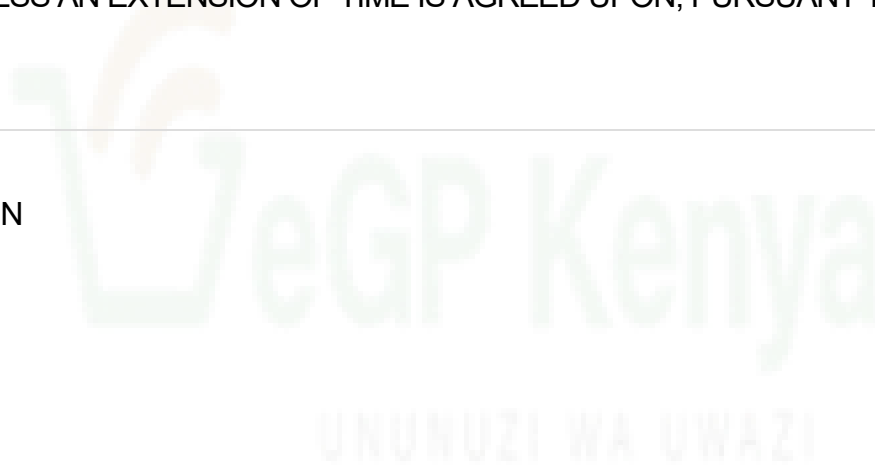 ESS AN EXTENSION OF TIME IS AGREED UPON, PURSUANT
N
eGP Kenya
UNUNUZI WA UWAZI